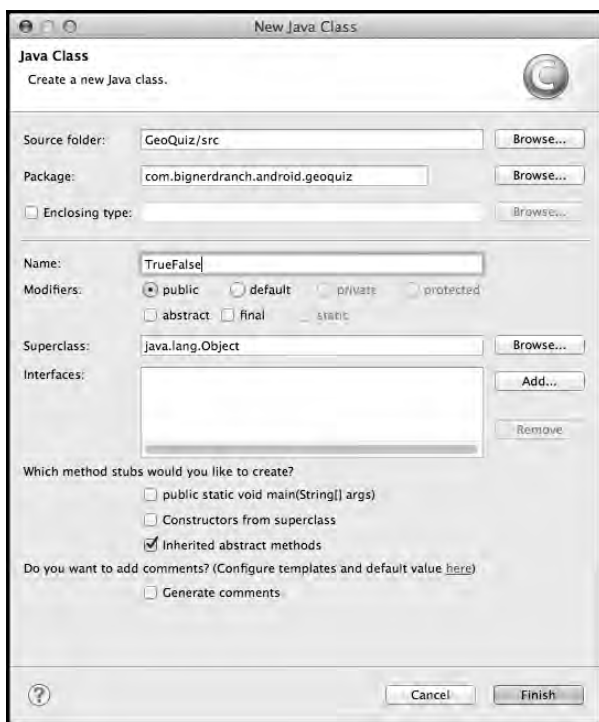 New Java Class
Java Class
Create a new Java class.
Source folder: GeoQuiz/src Browse...
Package: com.bignerdranch.android.geoquiz Browse...
Enclosing type: Browse...
Name: TrueFalse
Modifiers: public default private protected
abstract final static
Superclass: java.lang.Object Browse...
Interfaces: Add...
Remove
Which method stubs would you like to create?
public static void main(String[] args)
Constructors from superclass
Inherited abstract methods
Do you want to add comments? (Configure templates and default value here)
Generate comments
? Cancel Finish